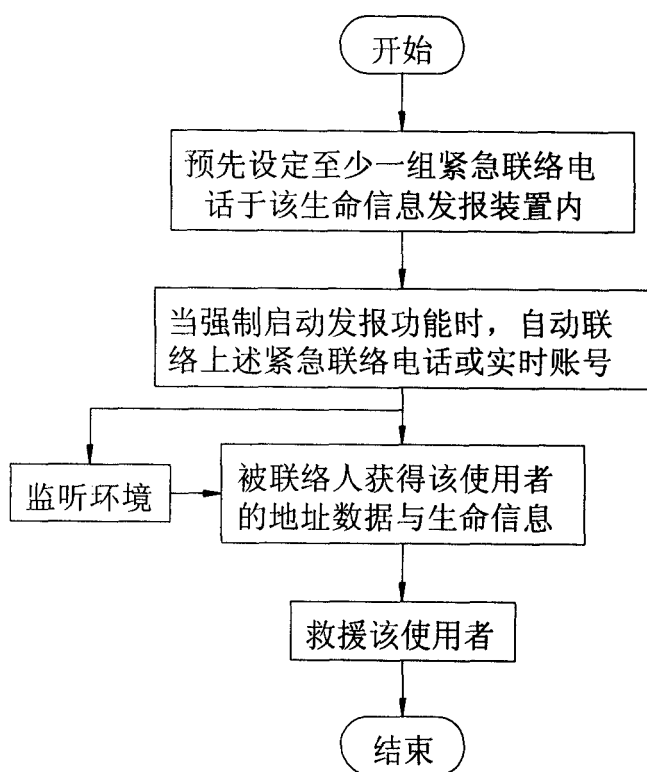 开始
预先设定至少一组紧急联络电
话于该生命信息发报装置内
当强制启动发报功能时，自动联
络上述紧急联络电话或实时账号
监听环境
被联络人获得该使用者
的地址数据与生命信息
救援该使用者
结束